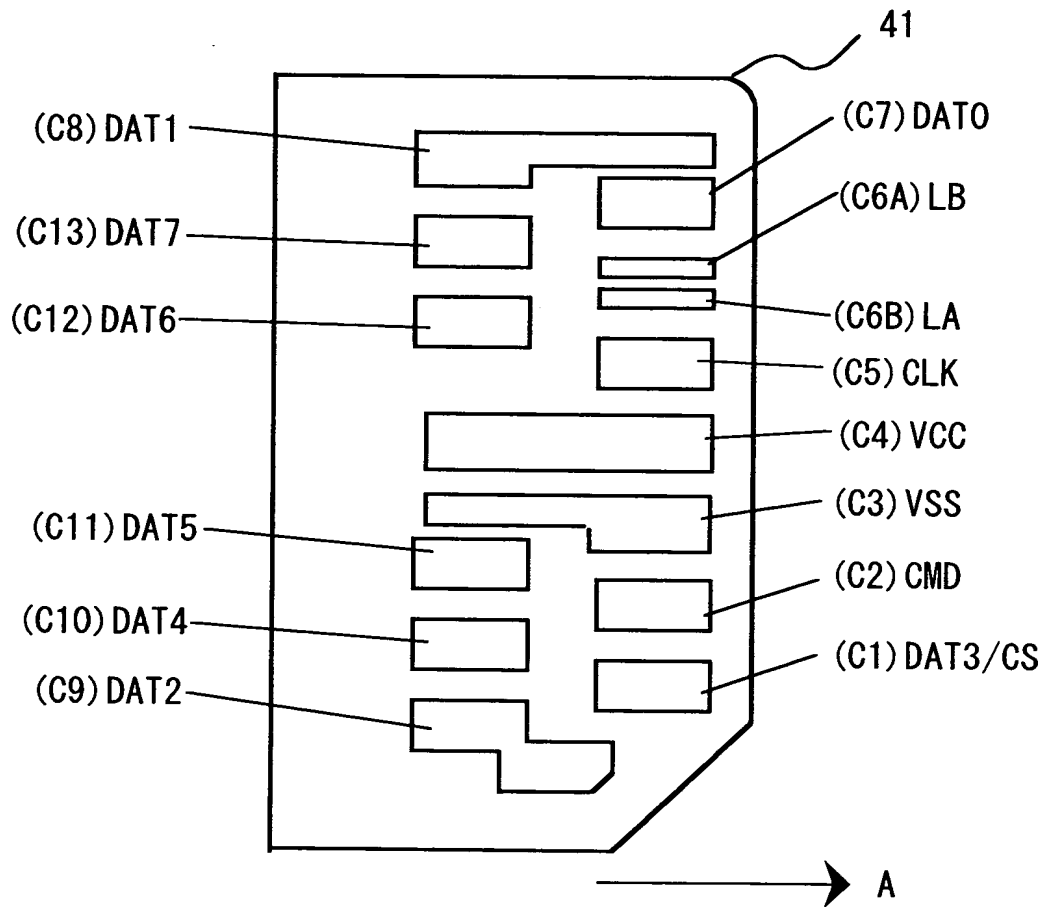 41
(C8) DAT1
(C7) DAT0
(C13) DAT7
(C6A) LB
(C12) DAT6
(C6B) LA
(C5) CLK
(C4) VCC
(C3) VSS
(C11) DAT5
(C2) CMD
(C10) DAT4
(C1) DAT3/CS
(C9) DAT2
A